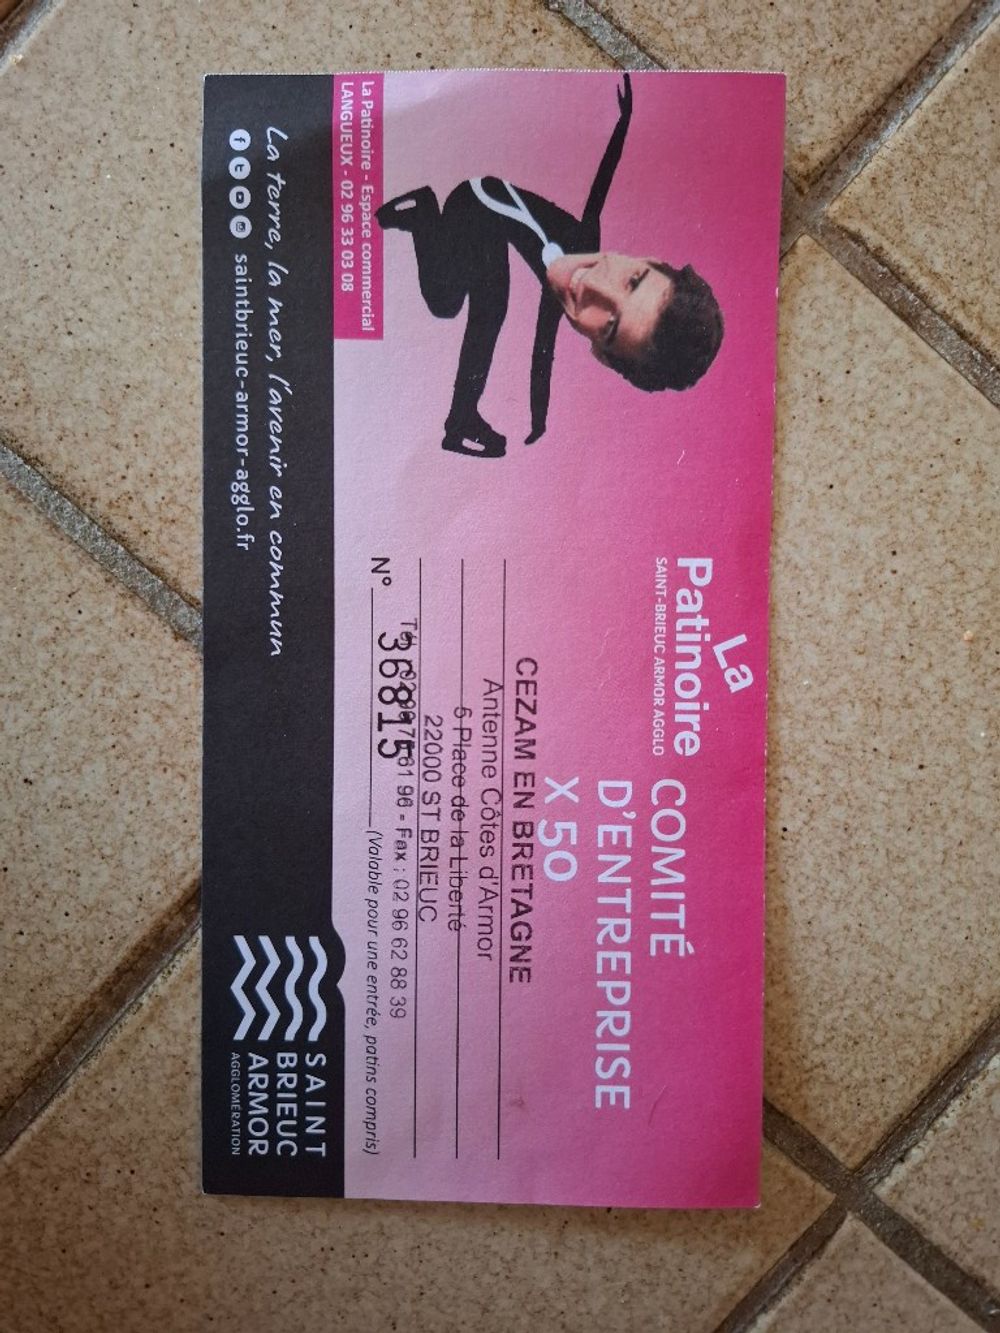 La
Patinoire
SAINT-BRIEUC ARMOR AGGLO
COMITÉ
D'ENTREPRISE
X 50
CEZAM EN BRETAGNE
Antenne Côtes d'Armor
5 Place de la Liberté
22000 ST BRIEUC
96 - Fax : 02 96 62 88 39
N° 36815 (Valable pour une entrée, patins compris)
La Patinoire - Espace commercial
LANGUEUX - 02 96 33 03 08
La terre, la mer, l'avenir en commun
saintbrieuc-armor-agglo.fr
SAINT
BRIEUC
ARMOR
AGGLOMÉRATION